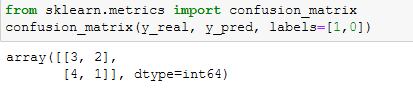 from sklearn.metrics import confusion_matrix
confusion_matrix(y_real, y_pred, labels=[1,0])
array([[3, 2],
       [4, 1]], dtype=int64)